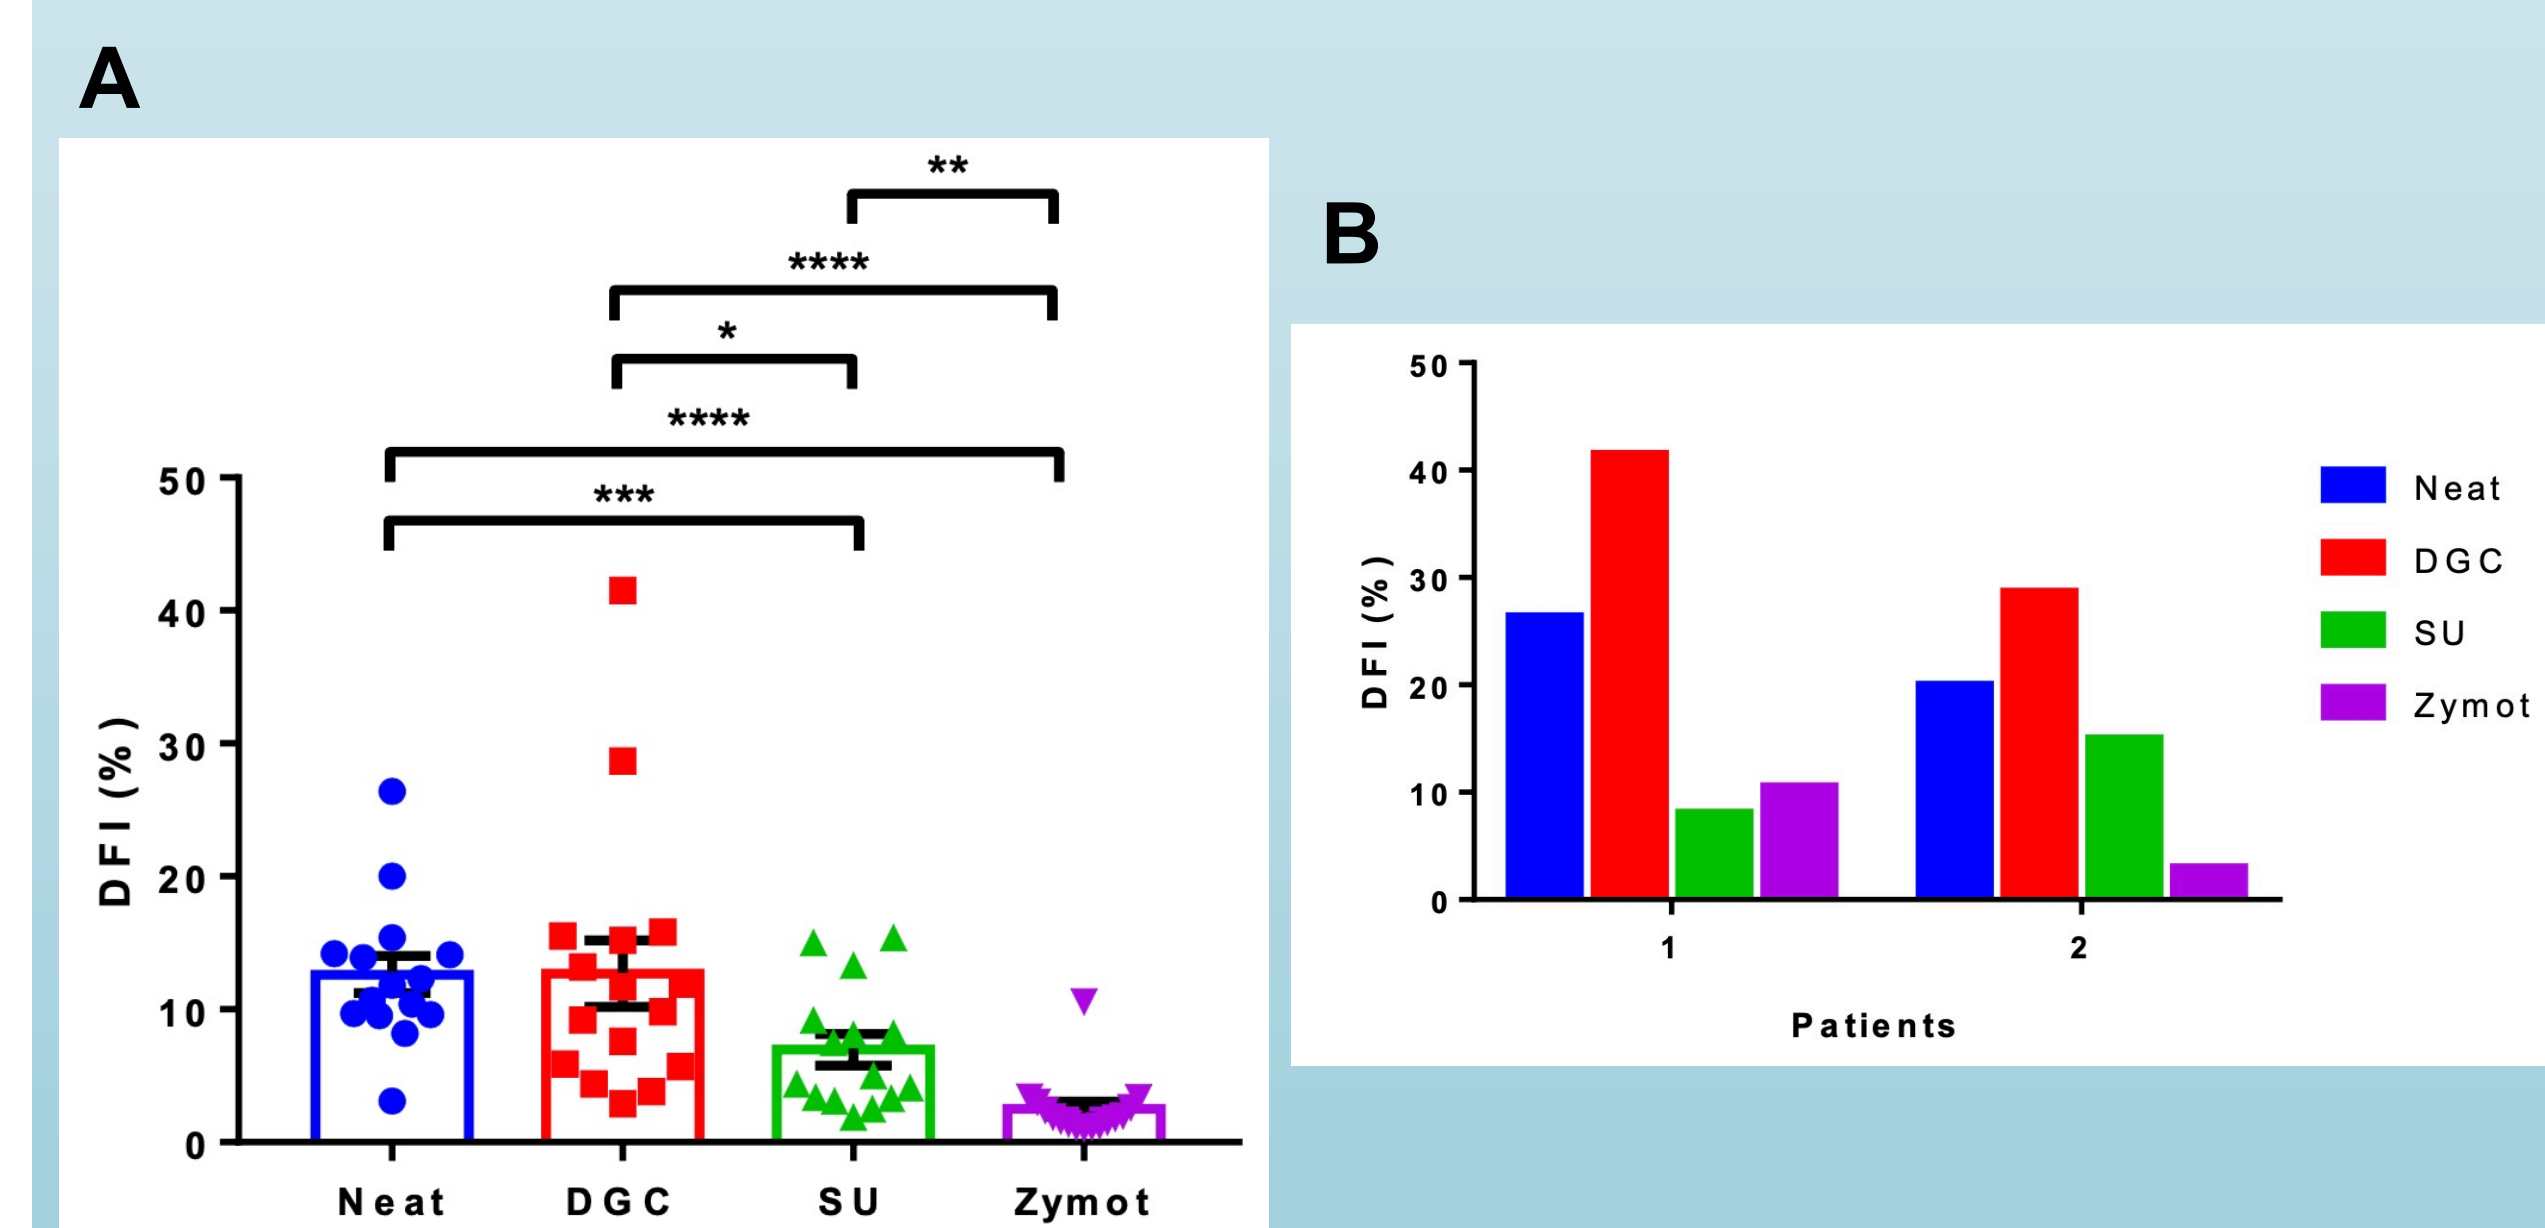 A
**
****
*
****
***
50
40
30
20
10
0
DFI (%)
Neat DGC SU Zymot
B
50
40
30
20
10
0
DFI (%)
1 2
Patients
Neat
DGC
SU
Zymot